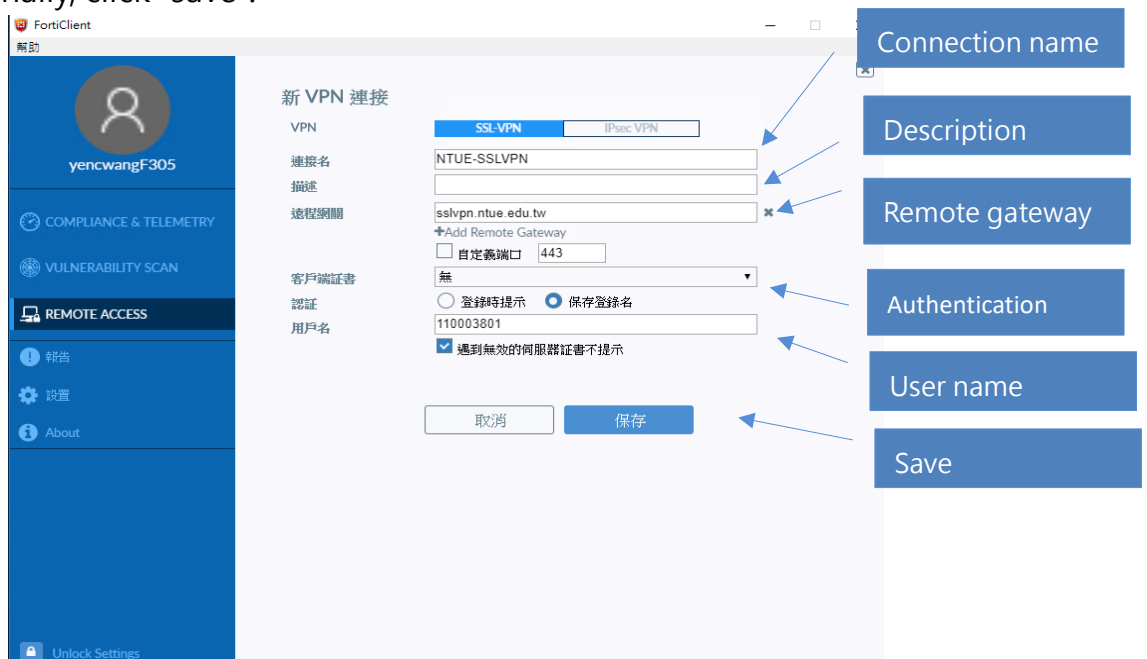 click "save".
FortiClient
幫助
yencwangF305
COMPLIANCE & TELEMETRY
VULNERABILITY SCAN
REMOTE ACCESS
報告
設置
About
Unlock Settings
新 VPN 連接
VPN SSL-VPN IPsec VPN
連接名 NTUE-SSLVPN
描述
遠程網關 sslvpn.ntue.edu.tw
+Add Remote Gateway
自定義端口 443
客戶端証書 無
認証 登錄時提示 保存登錄名
用戶名 110003801
遇到無效的伺服器証書不提示
取消 保存
Connection name
Description
Remote gateway
Authentication
User name
Save